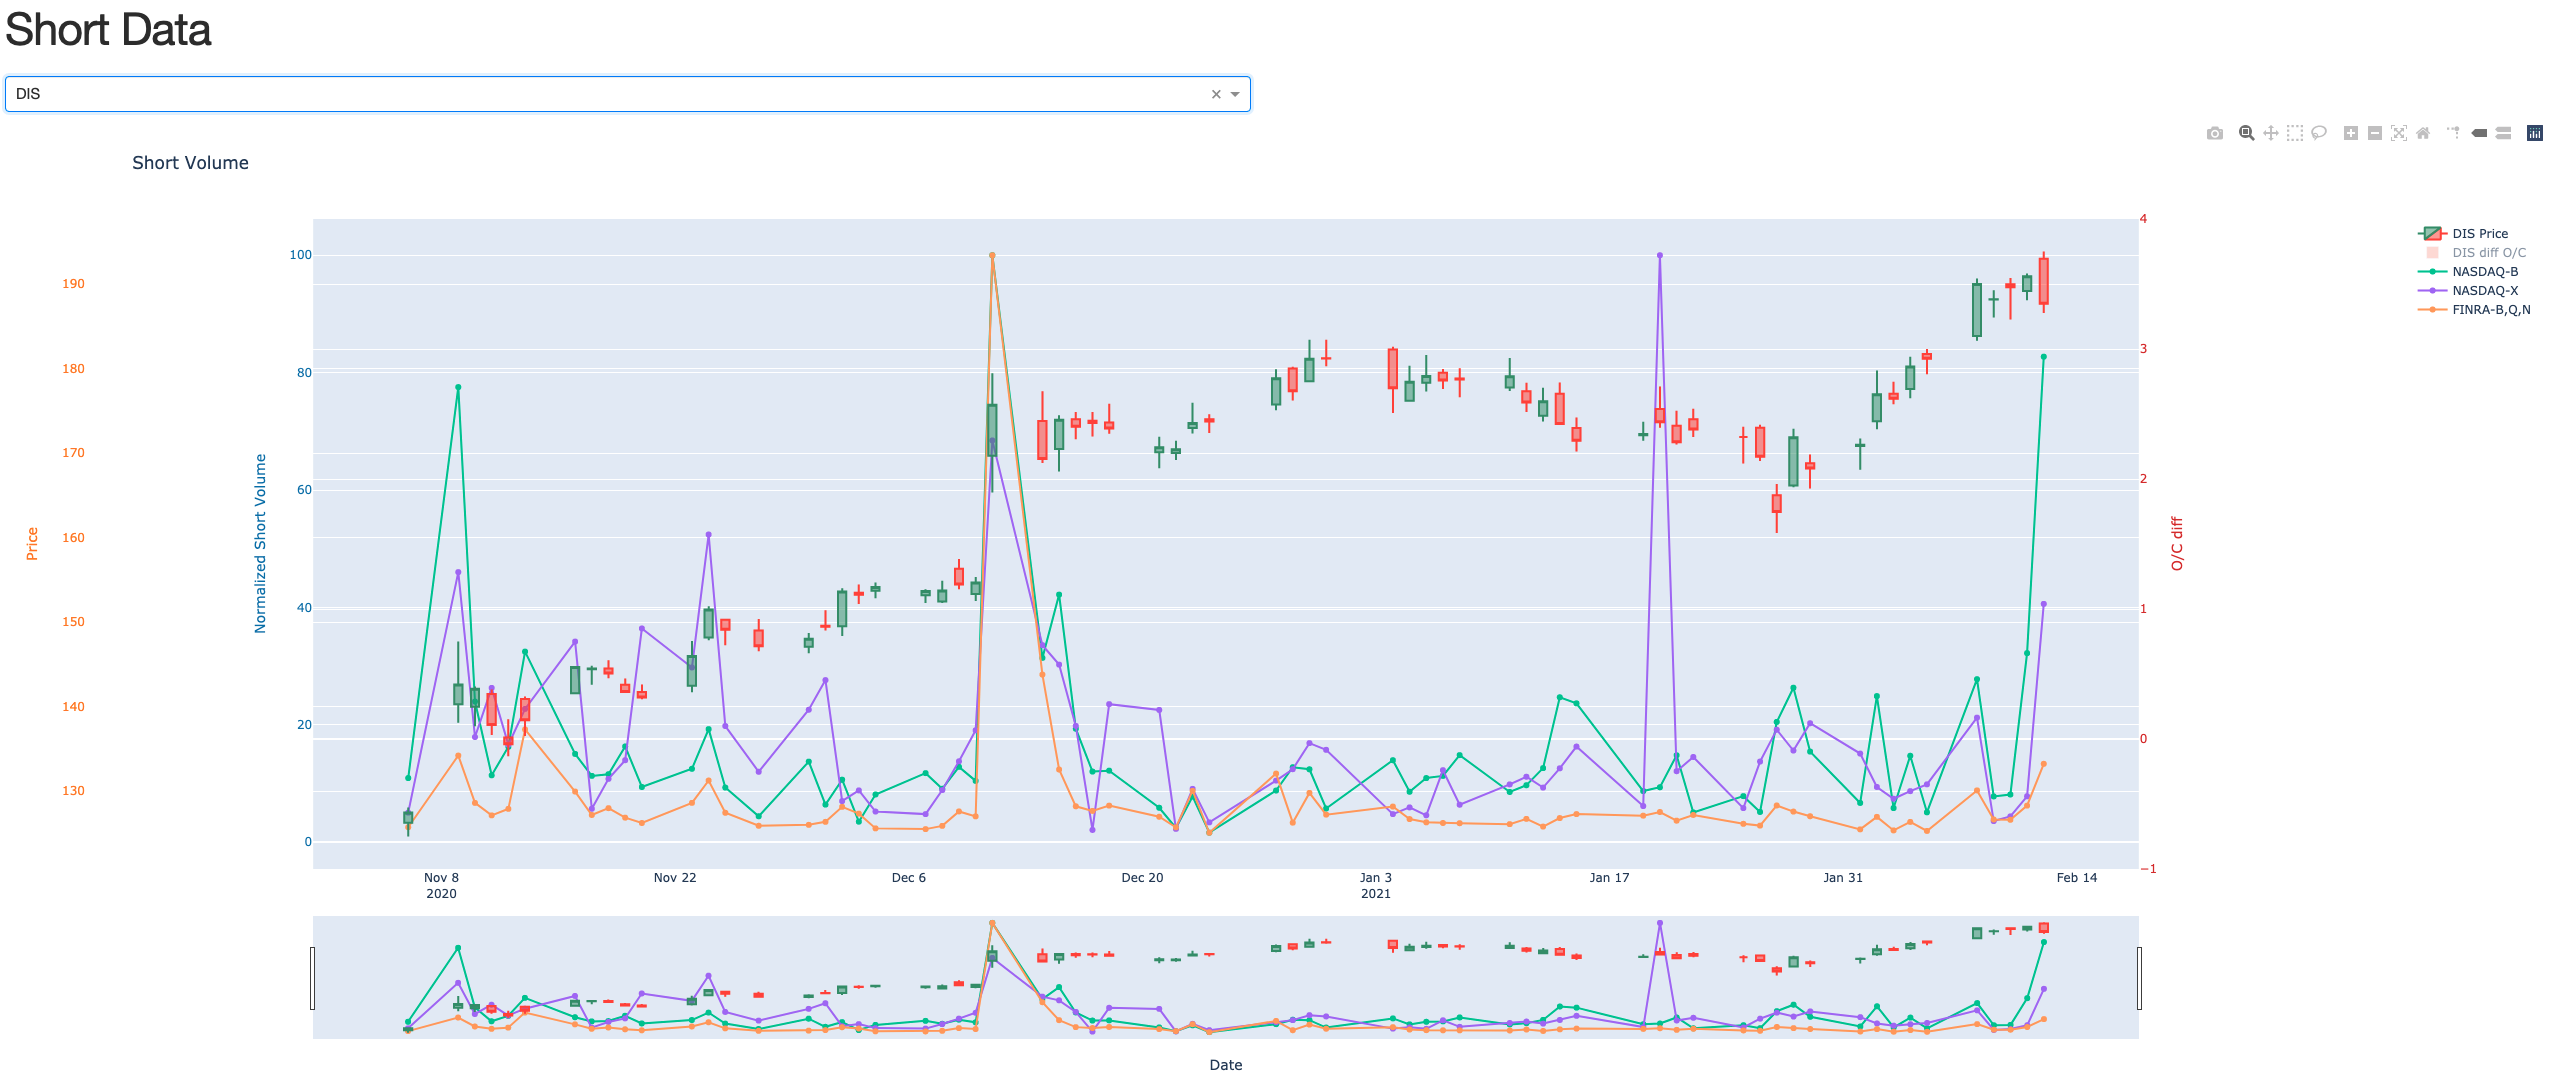 Short Data
DIS
Short Volume
190
180
170
160
150
140
130
Price
100
80
60
40
20
0
Normalized Short Volume
4
3
2
1
0
−1
O/C diff
DIS Price
DIS diff O/C
NASDAQ-B
NASDAQ-X
FINRA-B,Q,N
Nov 8
2020
Nov 22
Dec 6
Dec 20
Jan 3
2021
Jan 17
Jan 31
Feb 14
Date